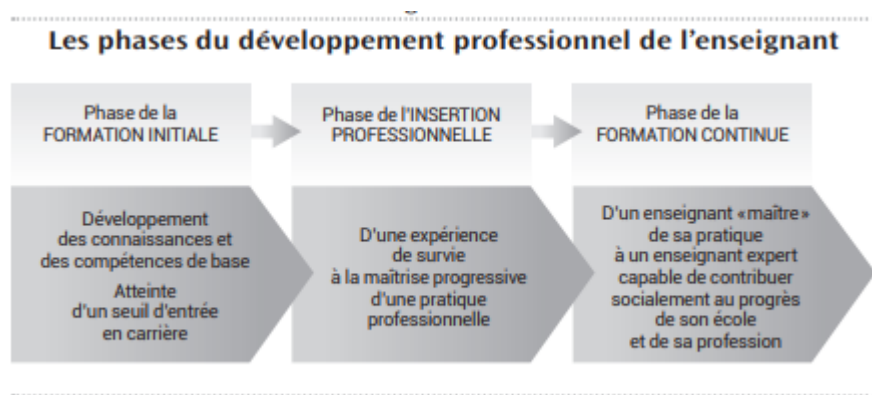 Les phases du développement professionnel de l'enseignant
Phase de la
FORMATION INITIALE
Phase de l'INSERTION
PROFESSIONNELLE
Phase de la
FORMATION CONTINUE
Développement
des connaissances et
des compétences de base
Atteinte
d'un seuil d'entrée
en carrière
D'une expérience
de survie
à la maîtrise progressive
d'une pratique
professionnelle
D'un enseignant «maître»
de sa pratique
à un enseignant expert
capable de contribuer
socialement au progrès
de son école
et de sa profession